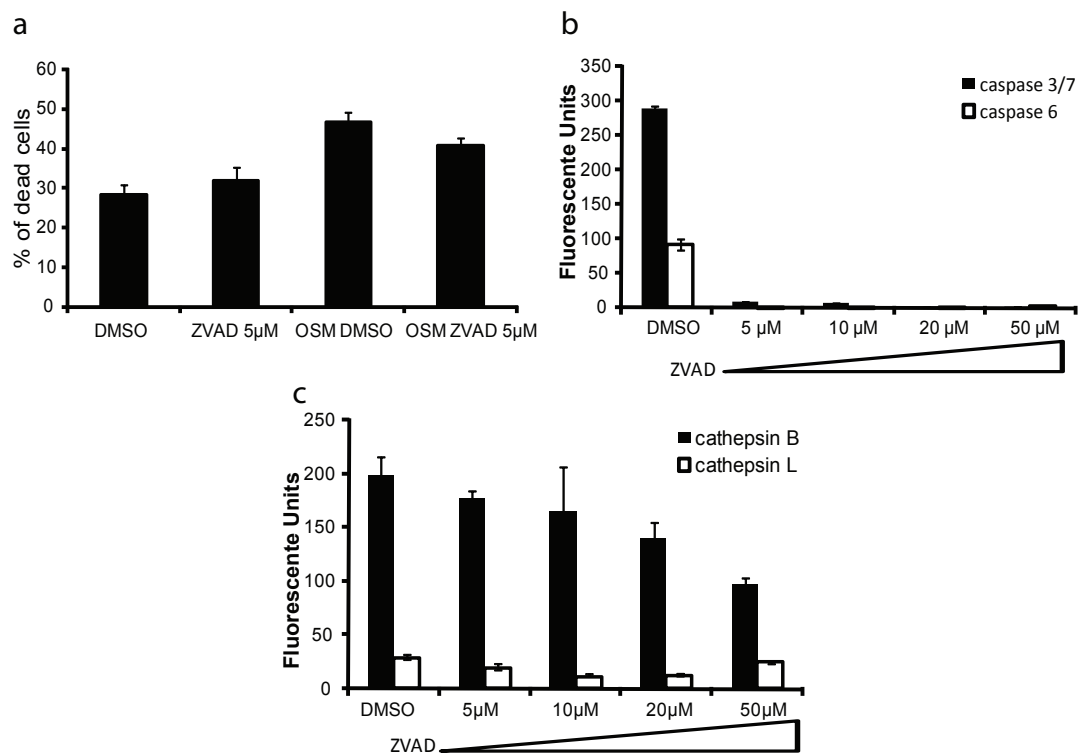 a
% of dead cells
60
50
40
30
20
10
0
DMSO ZVAD 5µM OSM DMSO OSM ZVAD 5µM
b
Fluorescente Units
350
300
250
200
150
100
50
0
caspase 3/7
caspase 6
DMSO 5 µM 10 µM 20 µM 50 µM
ZVAD
c
Fluorescente Units
250
200
150
100
50
0
cathepsin B
cathepsin L
DMSO 5µM 10µM 20µM 50µM
ZVAD